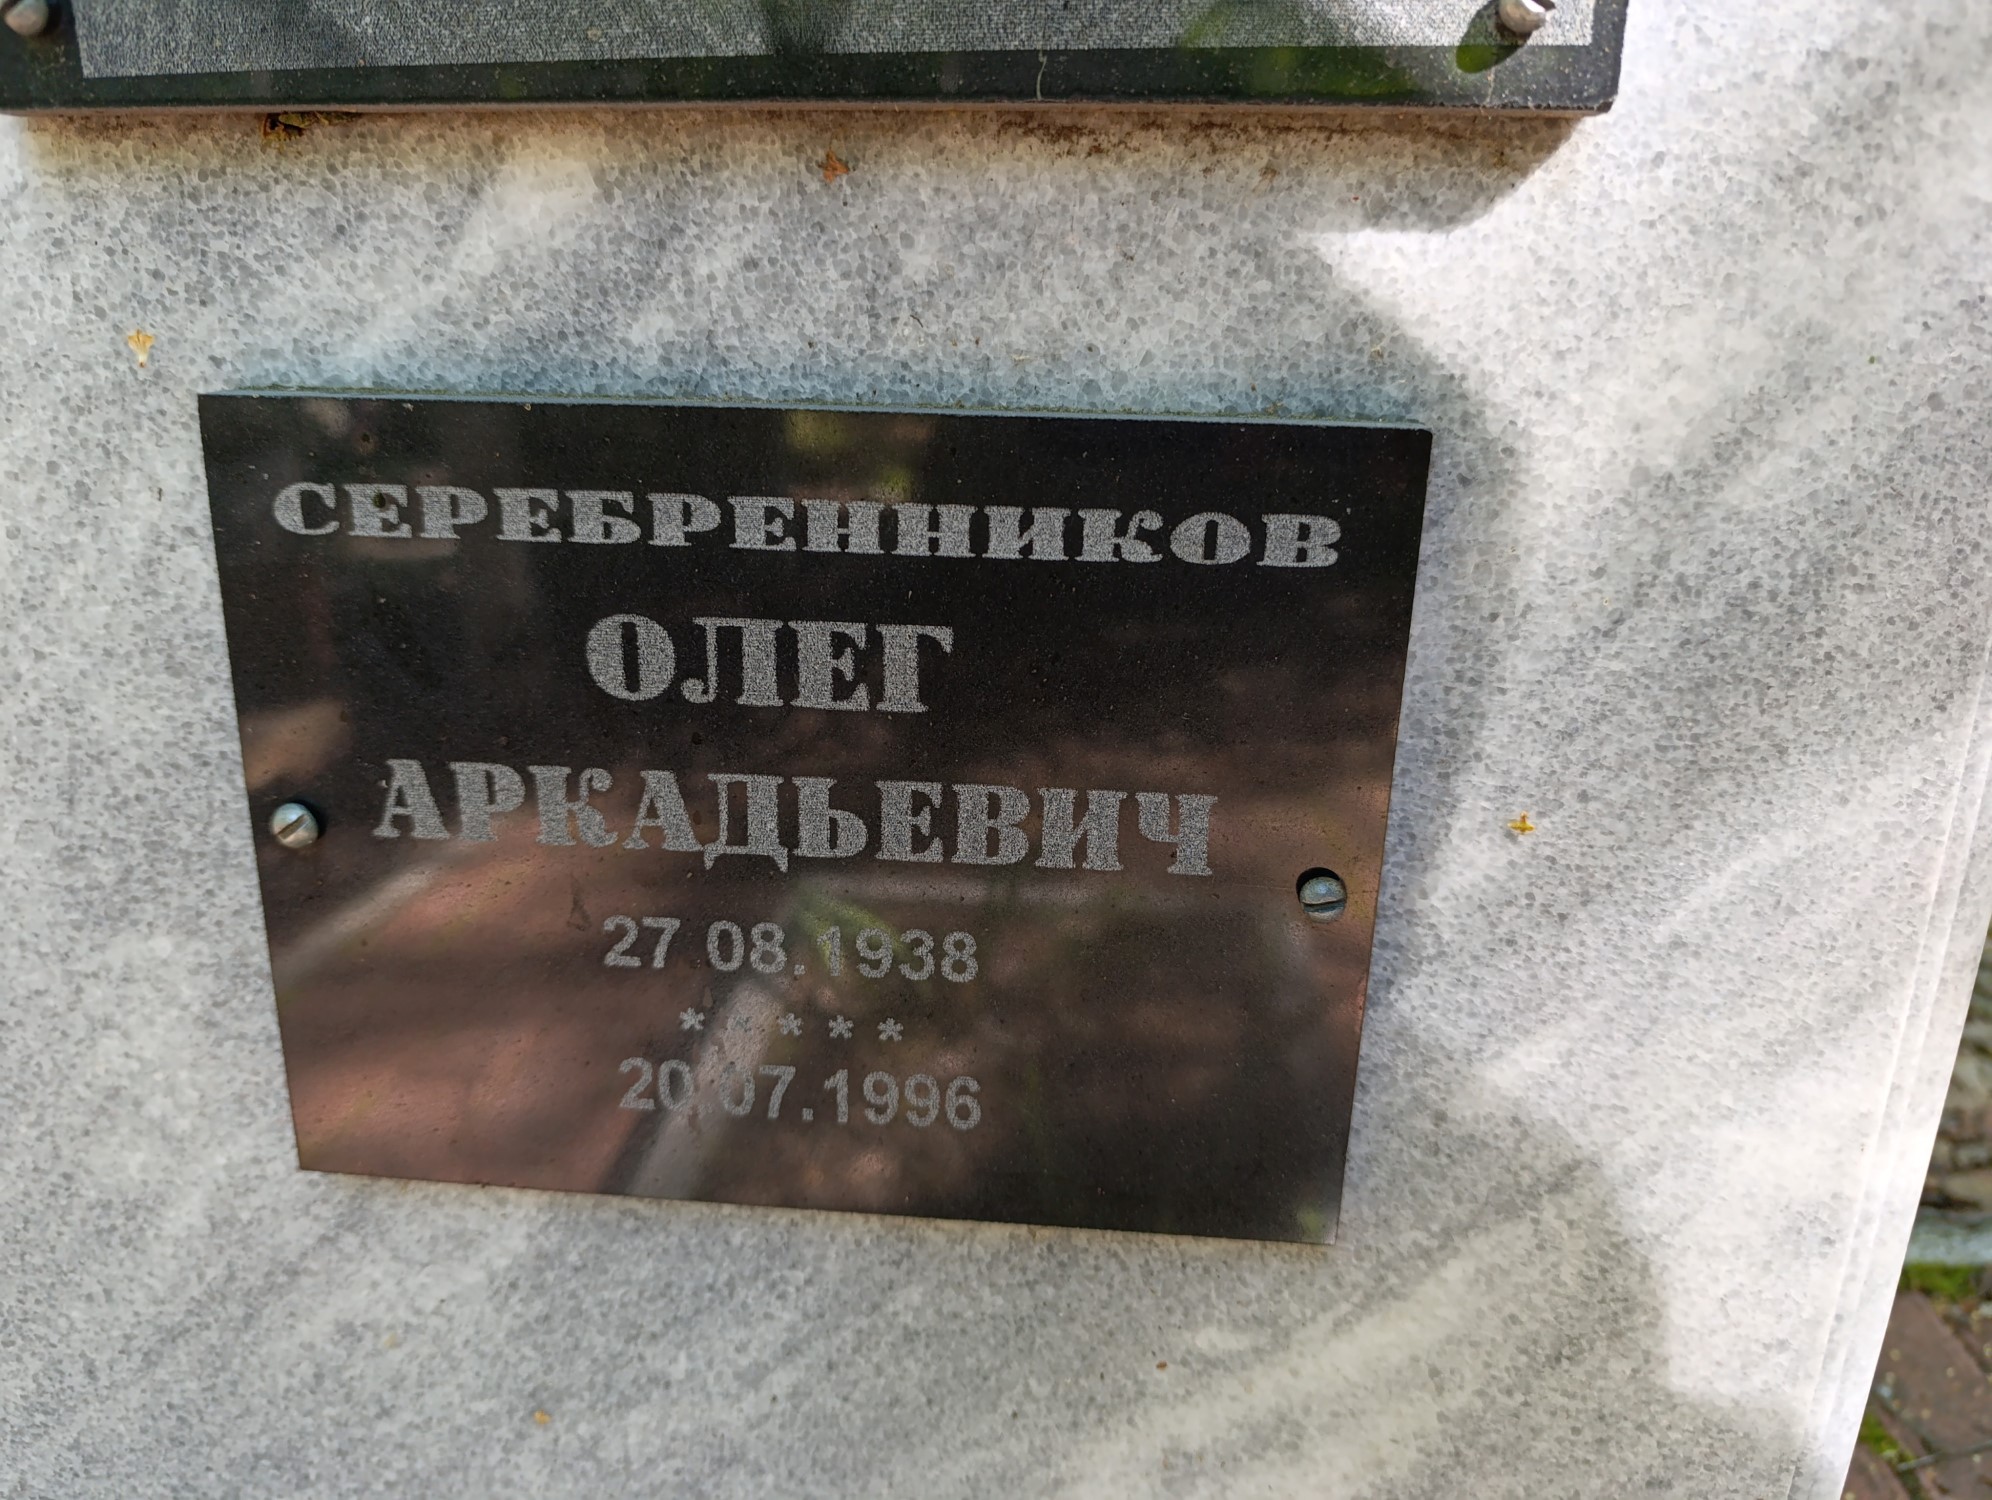 СЕРЕБРЕННИКОВ
ОЛЕГ
АРКАДЬЕВИЧ
27.08.1938
* * * * *
20.07.1996